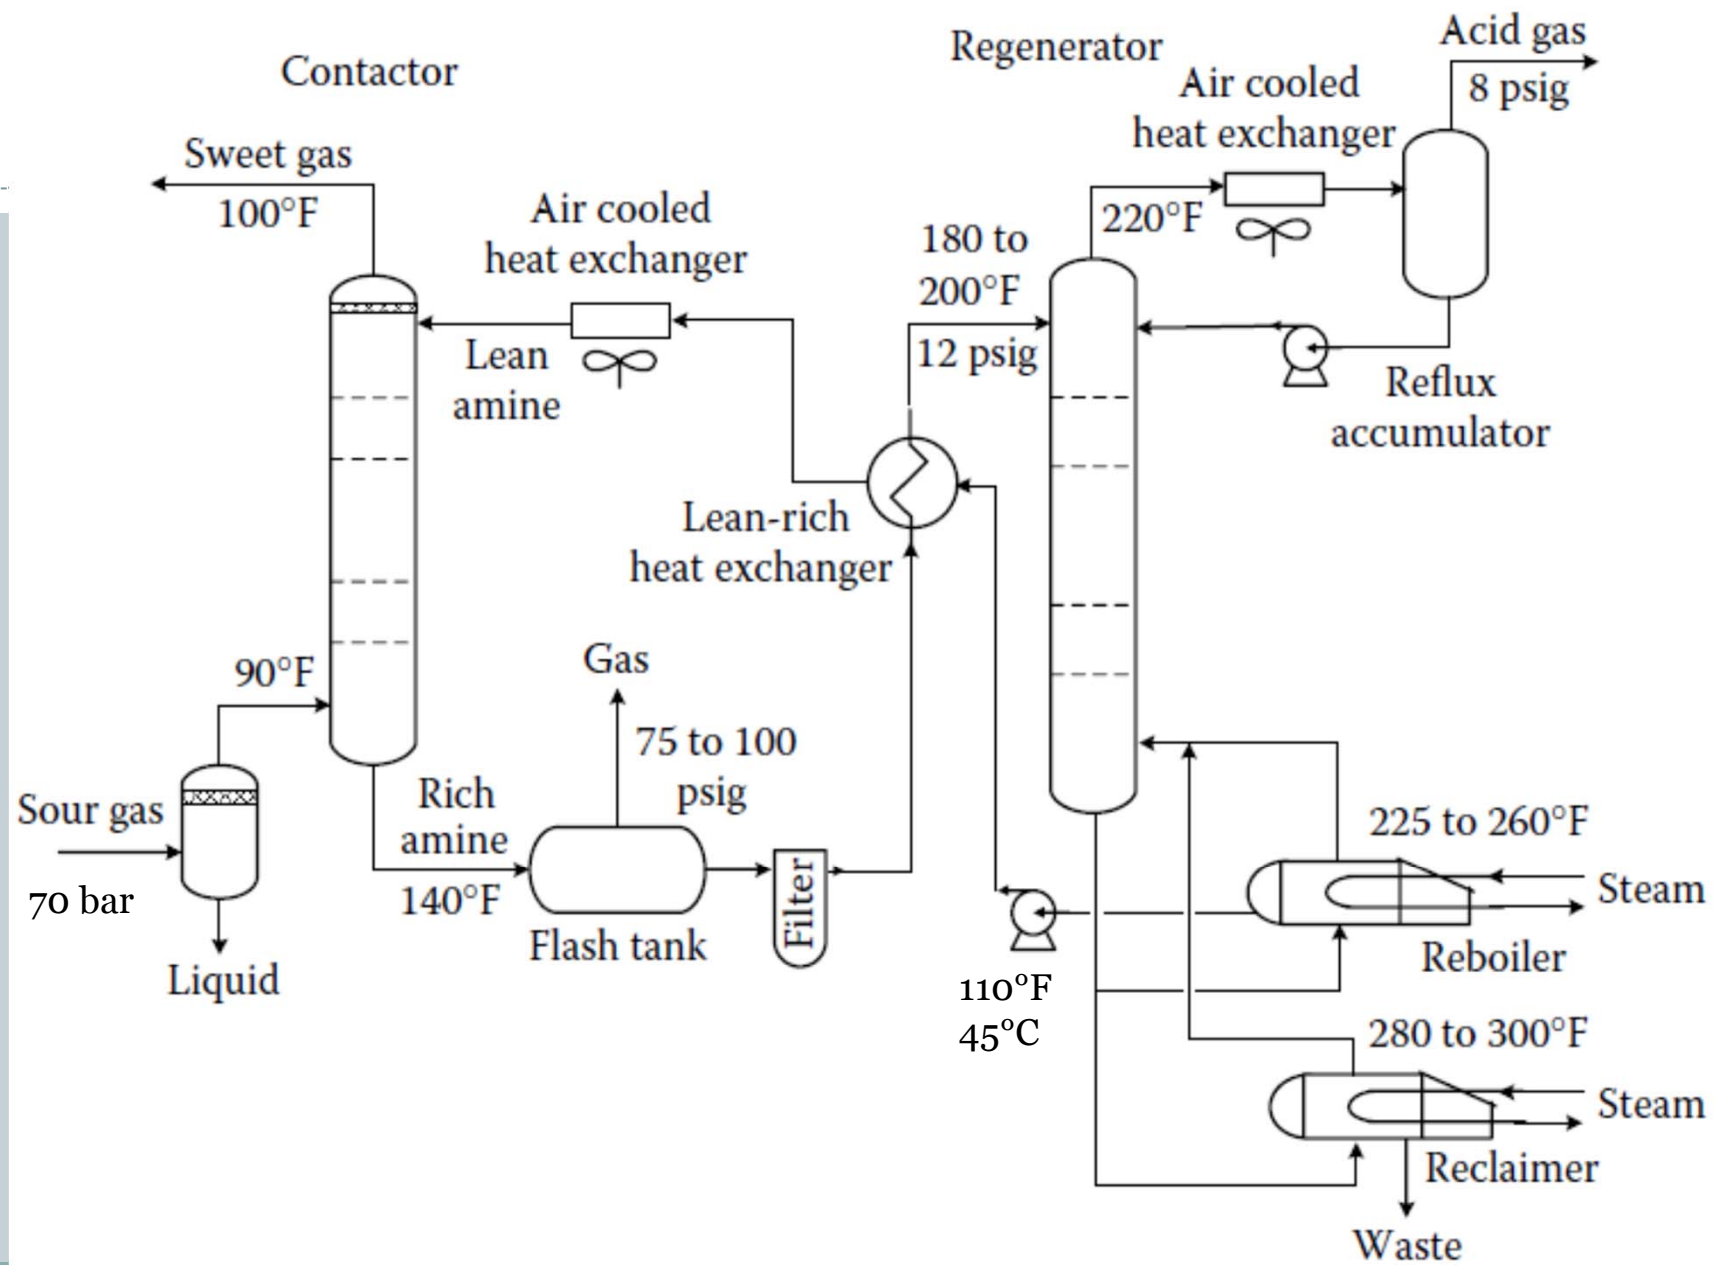 Contactor
Regenerator
Acid gas
8 psig
Air cooled
heat exchanger
Sweet gas
100°F
Air cooled
heat exchanger
220°F
180 to
200°F
12 psig
Lean
amine
Reflux
accumulator
Lean-rich
heat exchanger
90°F
Gas
75 to 100
psig
Sour gas
70 bar
Rich
amine
140°F
Filter
Flash tank
Liquid
225 to 260°F
Steam
Reboiler
110°F
45°C
280 to 300°F
Steam
Reclaimer
Waste